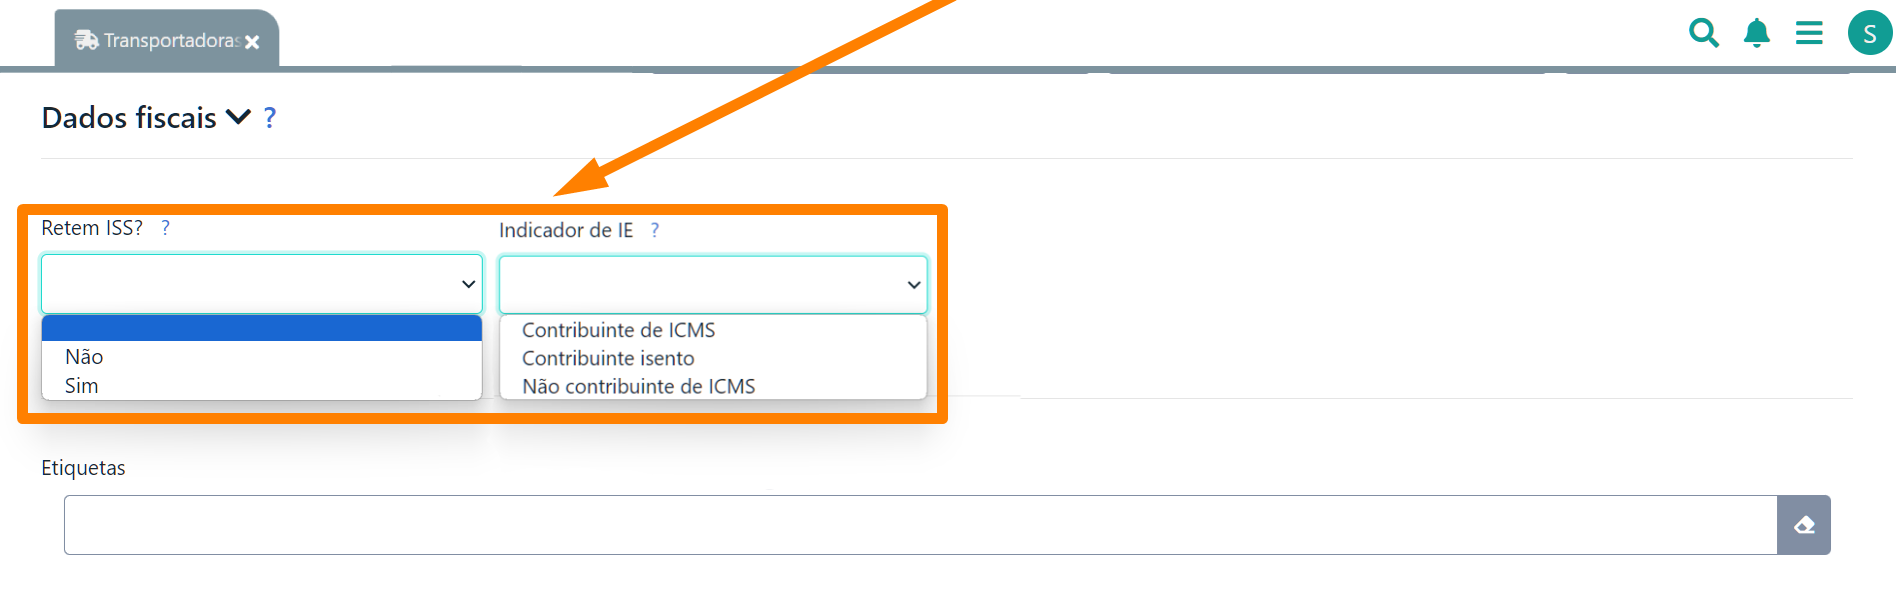 Transportadoras
S
Dados fiscais ?
Retem ISS? ?
Indicador de IE ?
Não
Sim
Contribuinte de ICMS
Contribuinte isento
Não contribuinte de ICMS
Etiquetas